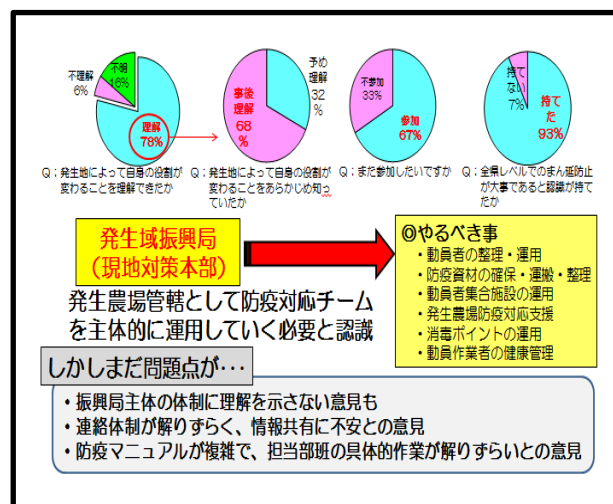 不理解
6%
不明
16%
理解
78%
事後
理解
68
%
予め
理解
32
%
不参加
33%
参加
67%
持て
ない
7%
持て
た
93%
Q：発生地によって自身の役割が
変わることを理解できたか
Q：発生地によって自身の役割が
変わることをあらかじめ知っ
ていたか
Q：また参加したいですか
Q：全県レベルでのまん延防止
が大事であると認識が持て
たか
発生域振興局
（現地対策本部）
発生農場管轄として防疫対応チーム
を主体的に運用していく必要と認識
◎やるべき事
・動員者の整理・運用
・防疫資材の確保・運搬・整理
・動員者集合施設の運用
・発生農場防疫対応支援
・消毒ポイントの運用
・動員作業者の健康管理
しかしまだ問題点が…
・振興局主体の体制に理解を示さない意見も
・連絡体制が解りずらく、情報共有に不安との意見
・防疫マニュアルが複雑で、担当部班の具体的作業が解りずらいとの意見